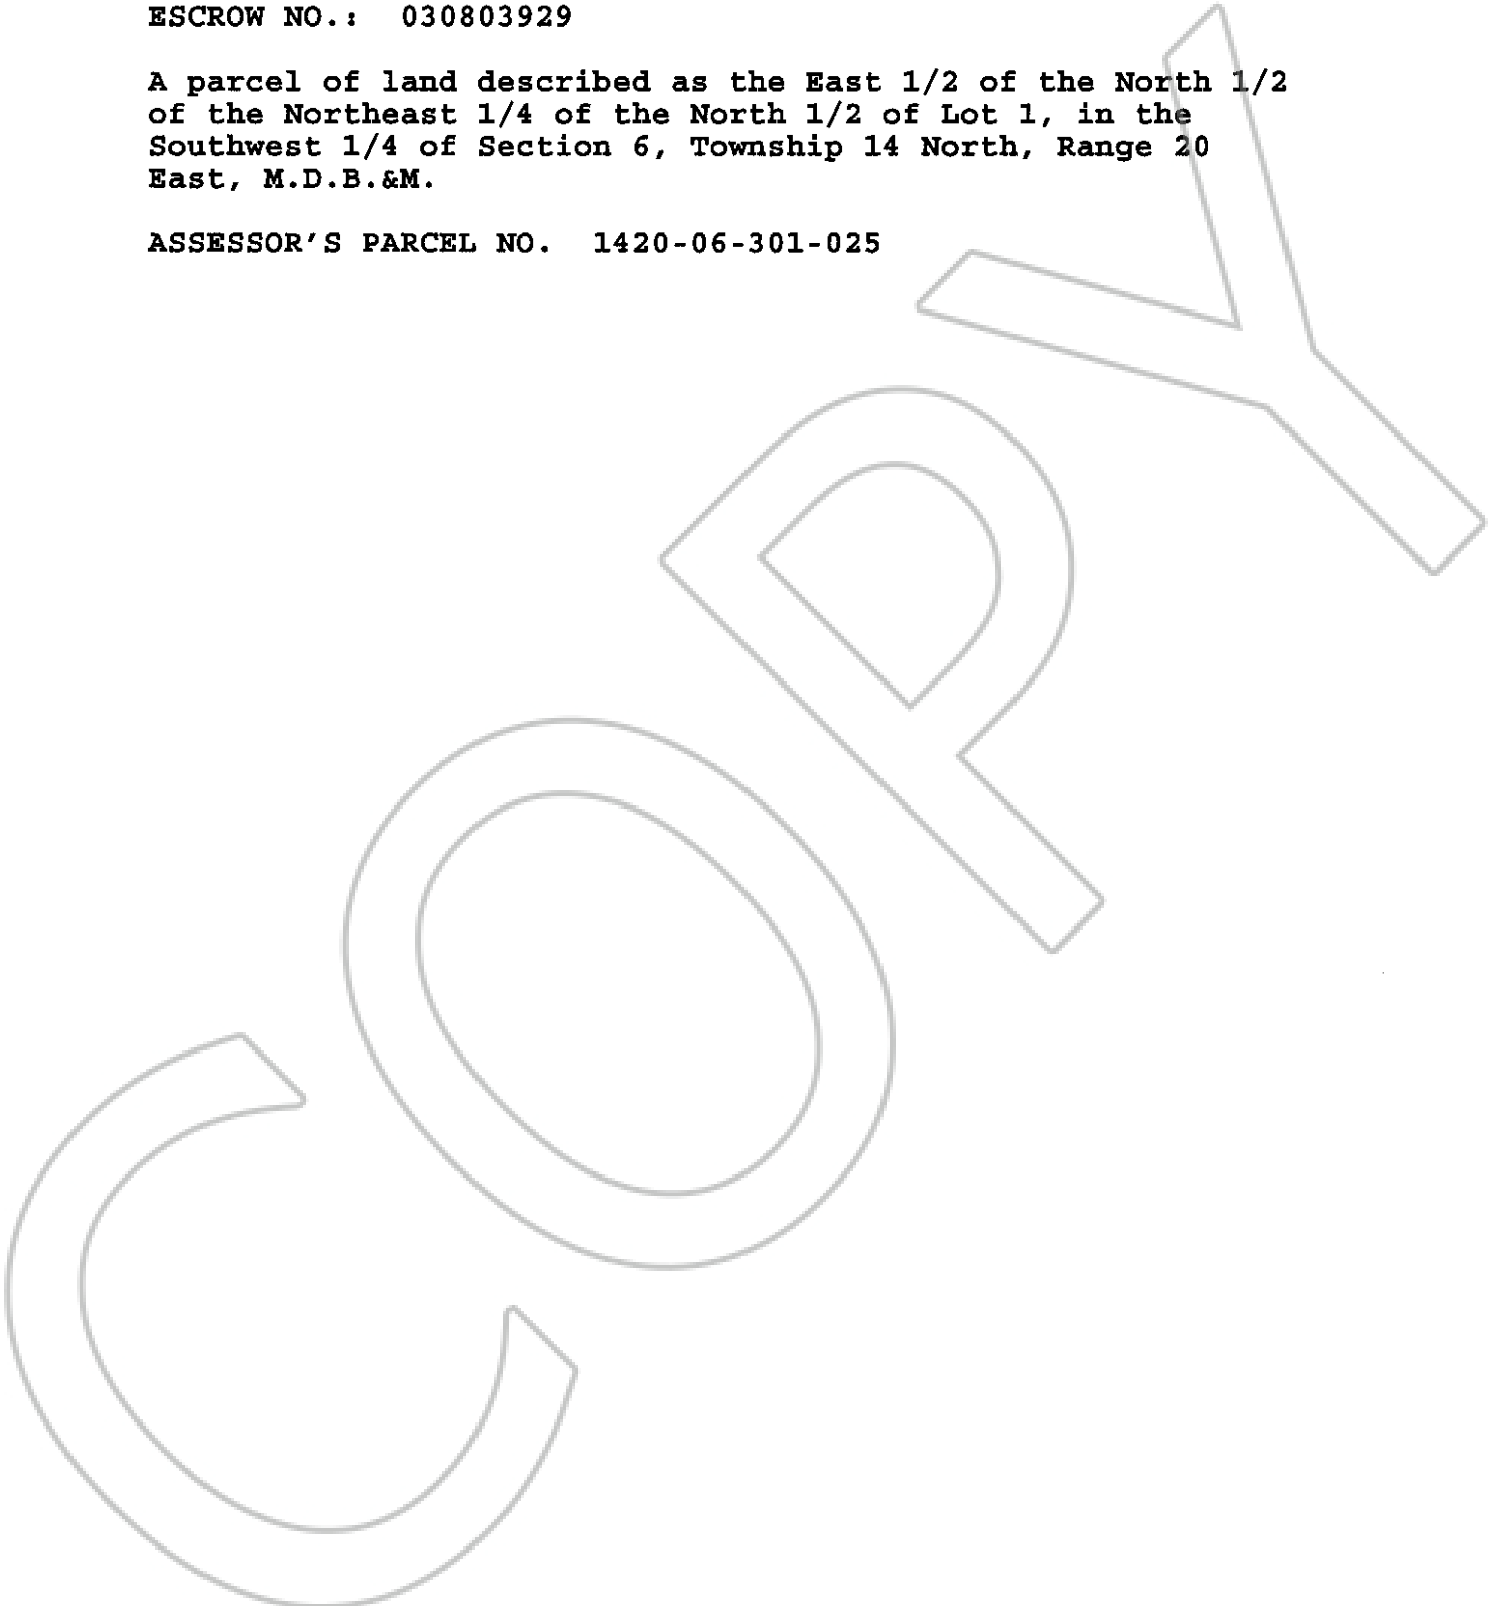 ESCROW NO.: 030803929
A parcel of land described as the East 1/2 of the North 1/2
of the Northeast 1/4 of the North 1/2 of Lot 1, in the
Southwest 1/4 of Section 6, Township 14 North, Range 20
East, M.D.B.&M.
ASSESSOR'S PARCEL NO. 1420-06-301-025
COPY